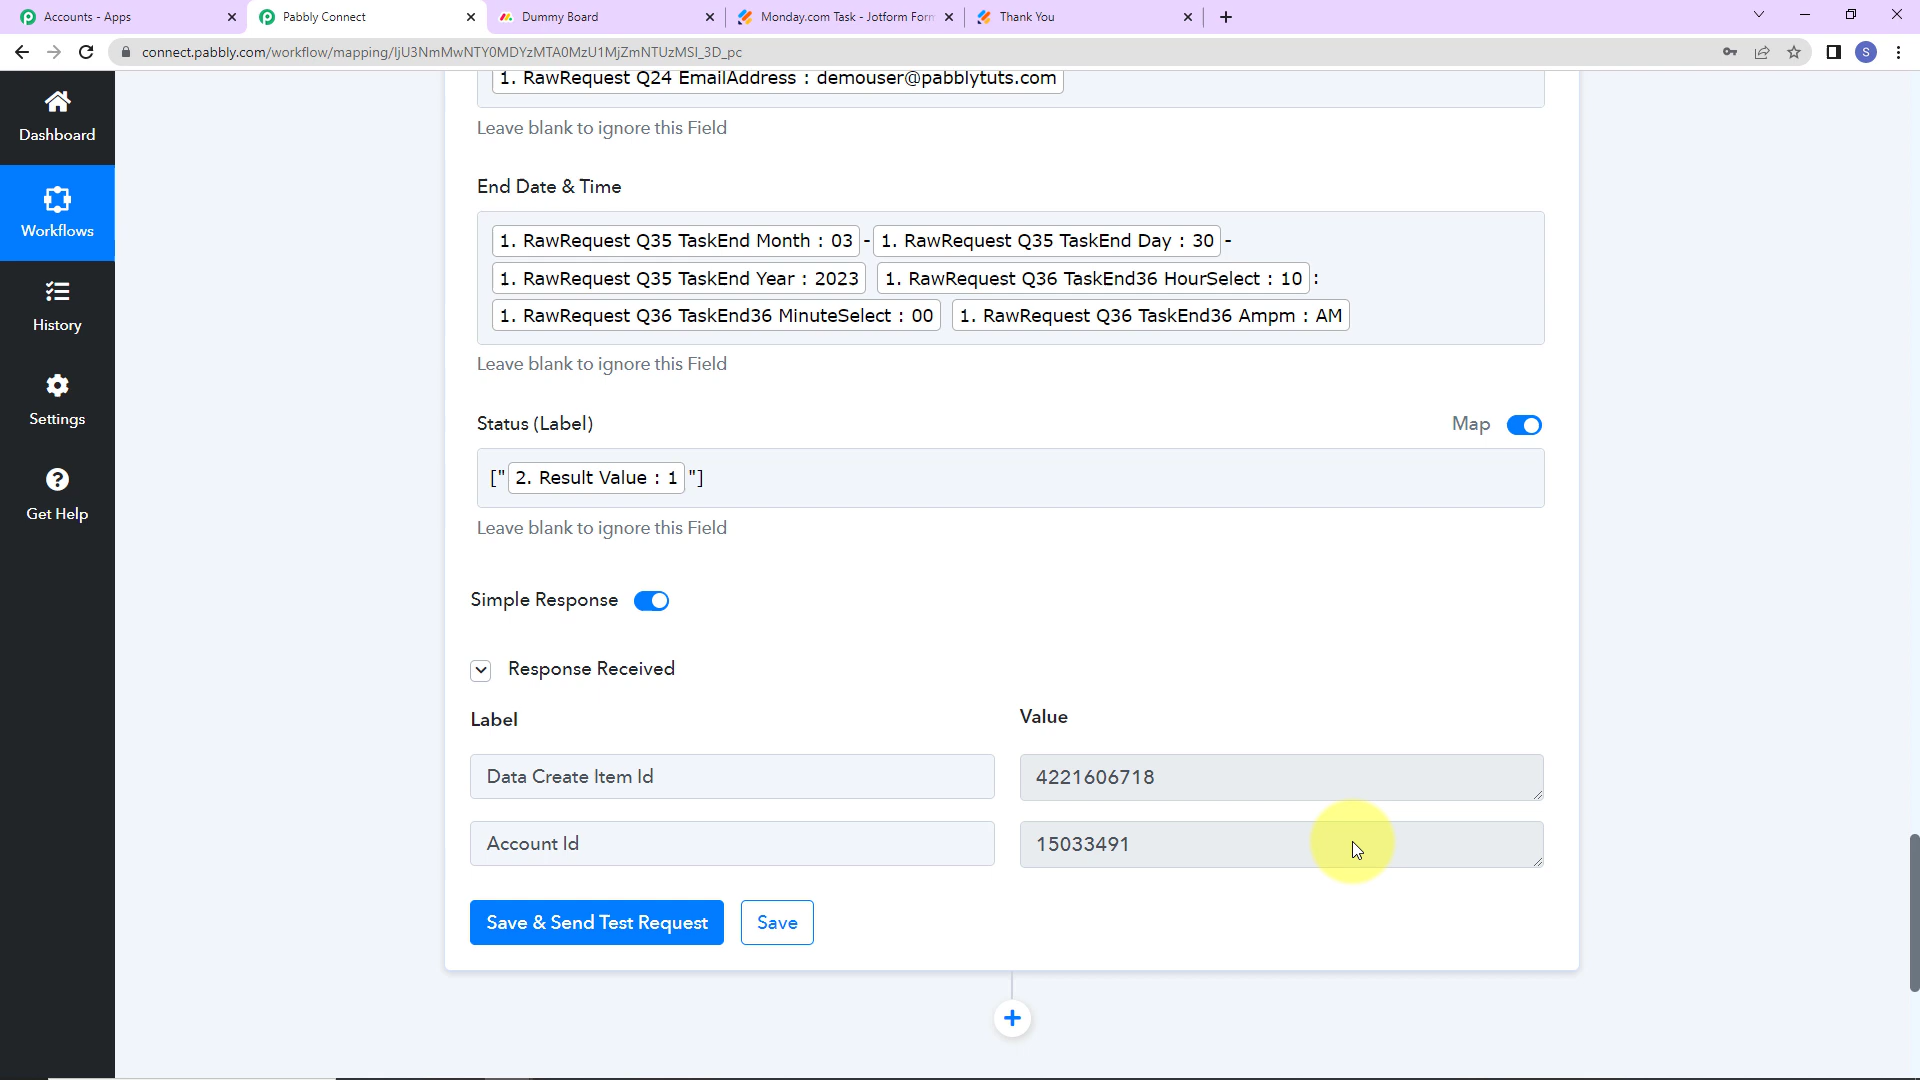 Accounts - Apps
Pabbly Connect
Dummy Board
Monday.com Task - Jotform Form
Thank You
connect.pabbly.com/workflow/mapping/IjU3NmMwNTY0MDYzMTA0MzU1MjZmNTUzMSI_3D_pc
S
Dashboard
Workflows
History
Settings
Get Help
1. RawRequest Q24 EmailAddress : demouser@pabblytuts.com
Leave blank to ignore this Field
End Date & Time
1. RawRequest Q35 TaskEnd Month : 03 - 1. RawRequest Q35 TaskEnd Day : 30 -
1. RawRequest Q35 TaskEnd Year : 2023 1. RawRequest Q36 TaskEnd36 HourSelect : 10 :
1. RawRequest Q36 TaskEnd36 MinuteSelect : 00 1. RawRequest Q36 TaskEnd36 Ampm : AM
Leave blank to ignore this Field
Status (Label)
Map
[" 2. Result Value : 1 "]
Leave blank to ignore this Field
Simple Response
Response Received
Label
Value
Data Create Item Id
4221606718
Account Id
15033491
Save & Send Test Request
Save